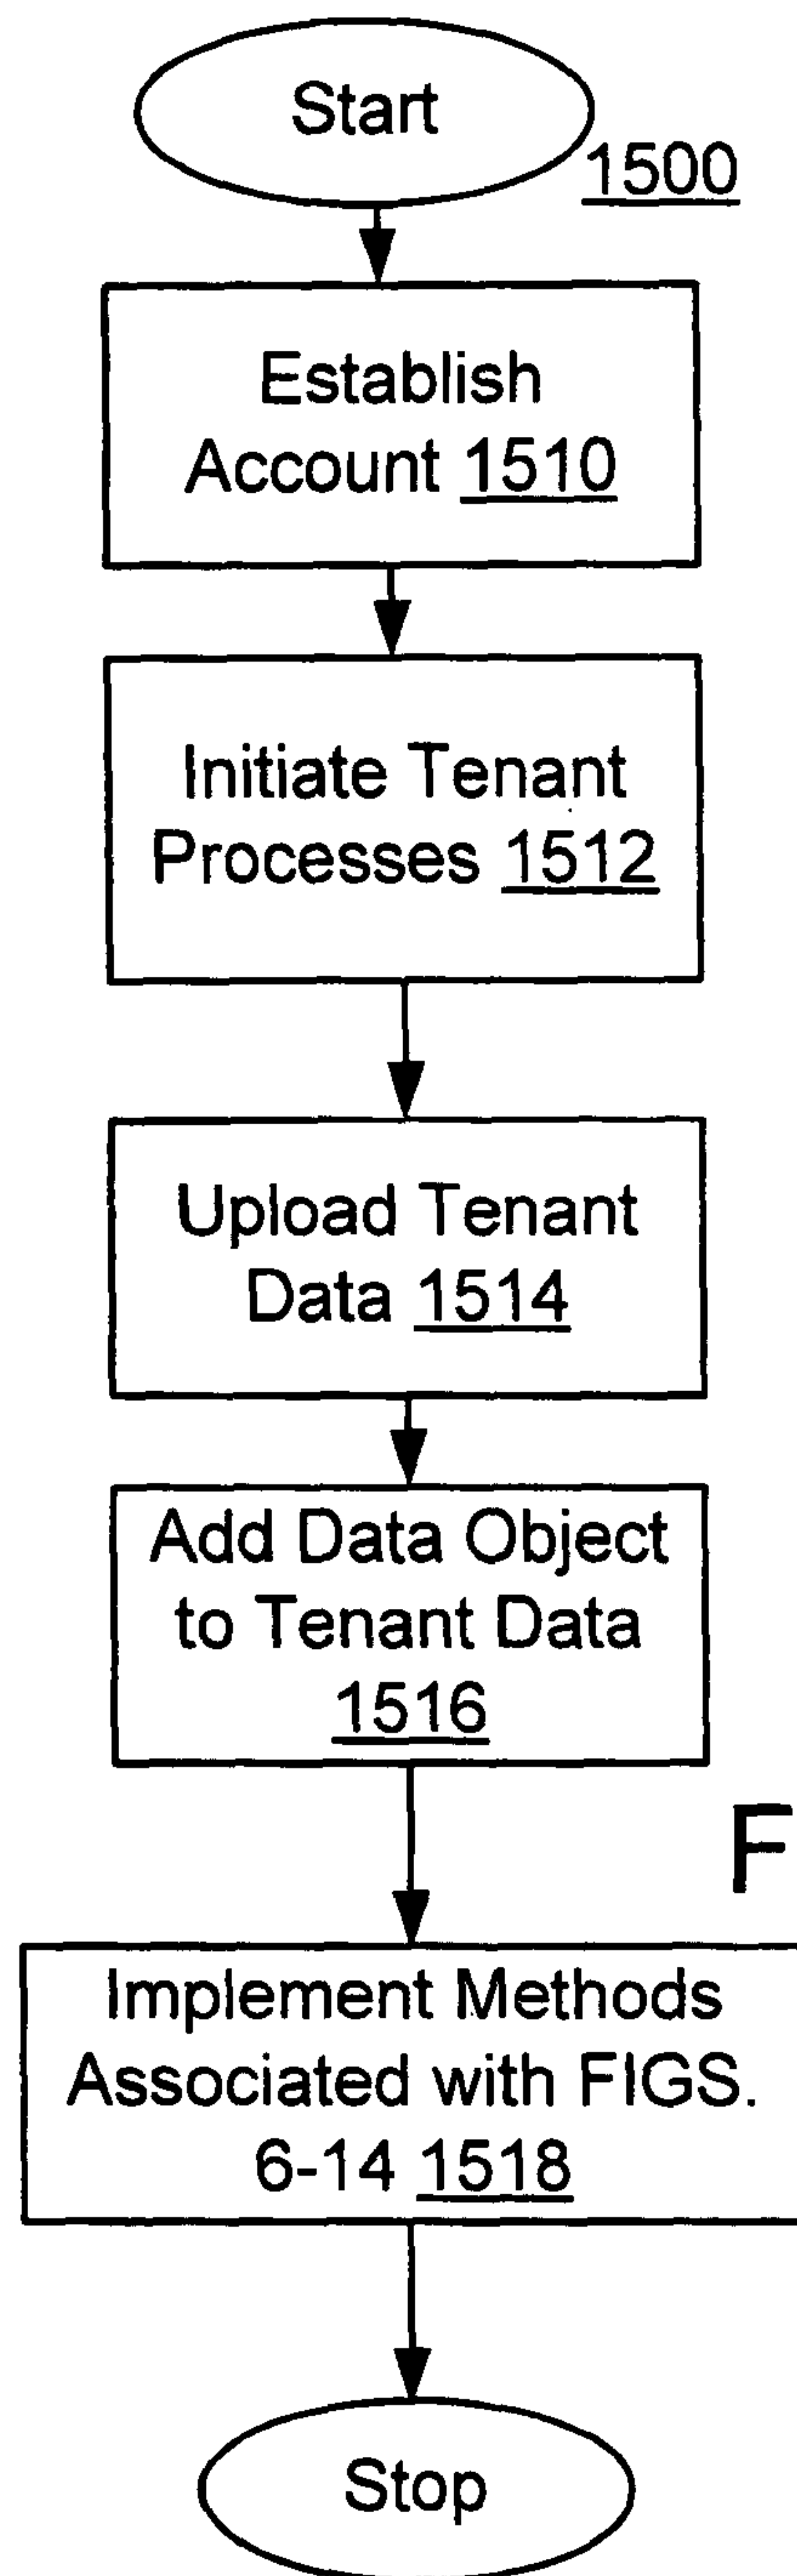 Start
1500
Establish
Account 1510
Initiate Tenant
Processes 1512
Upload Tenant
Data 1514
Add Data Object
to Tenant Data
1516
F
Implement Methods
Associated with FIGS.
6-14 1518
Stop